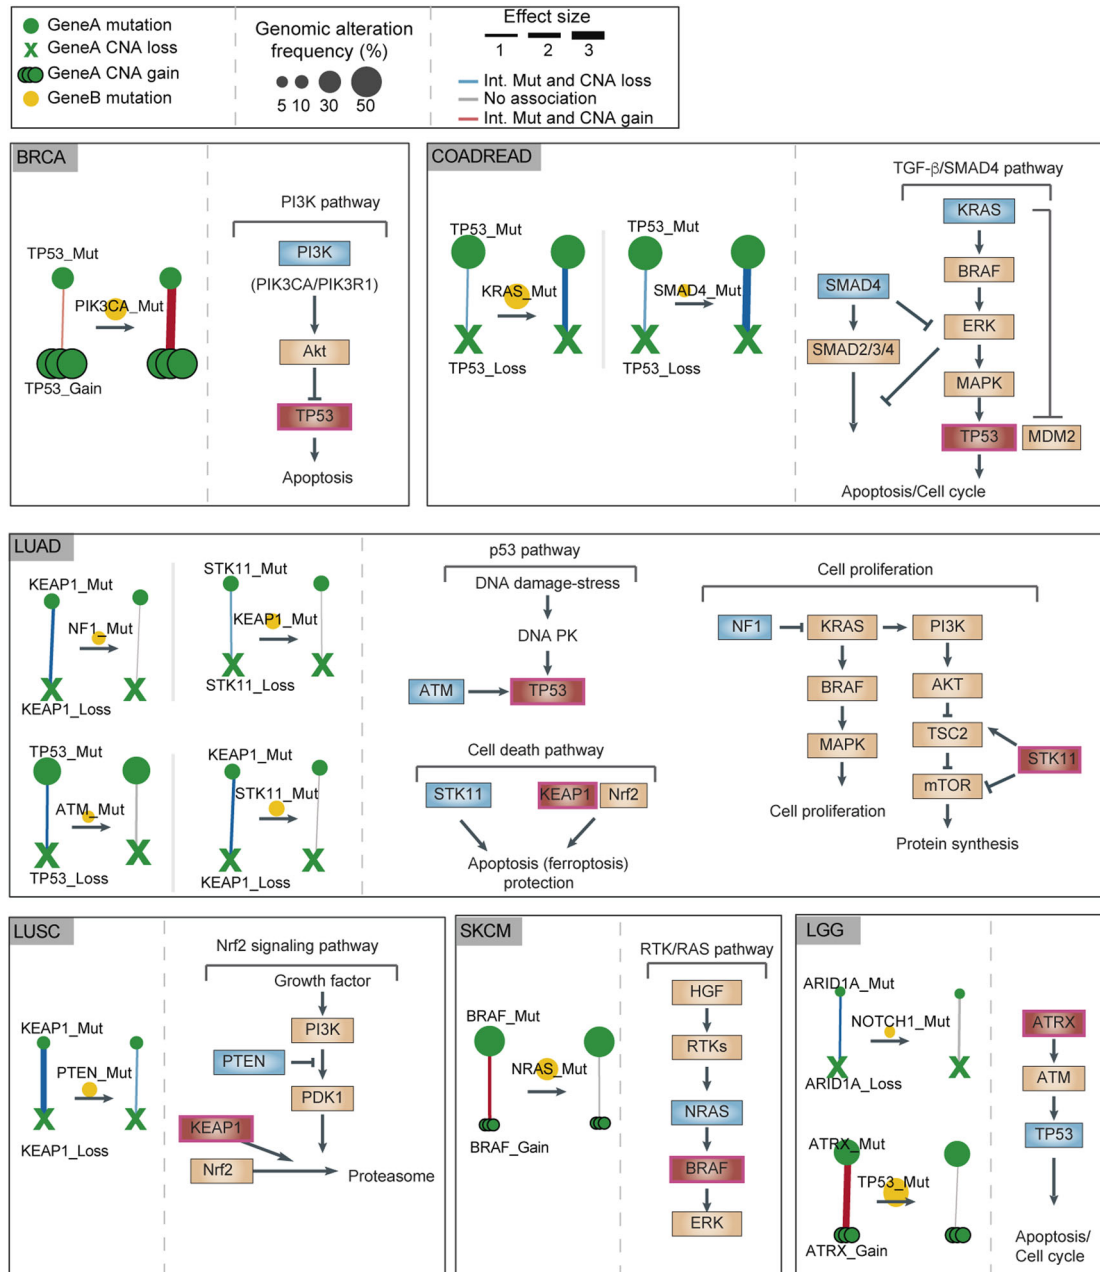 GeneA mutation
GeneA CNA loss
GeneA CNA gain
GeneB mutation
Genomic alteration
frequency (%)
5 10 30 50
Effect size
1 2 3
Int. Mut and CNA loss
No association
Int. Mut and CNA gain
BRCA
TP53_Mut
PIK3CA_Mut
TP53_Gain
PI3K pathway
PI3K
(PIK3CA/PIK3R1)
Akt
TP53
Apoptosis
COADREAD
TP53_Mut
KRAS_Mut
TP53_Loss
TP53_Mut
SMAD4_Mut
TP53_Loss
TGF-β/SMAD4 pathway
KRAS
BRAF
SMAD4
ERK
SMAD2/3/4
MAPK
TP53
MDM2
Apoptosis/Cell cycle
LUAD
KEAP1_Mut
NF1_Mut
KEAP1_Loss
STK11_Mut
KEAP1_Mut
STK11_Loss
TP53_Mut
ATM_Mut
TP53_Loss
KEAP1_Mut
STK11_Mut
KEAP1_Loss
p53 pathway
DNA damage-stress
DNA PK
ATM
TP53
Cell death pathway
STK11
KEAP1
Nrf2
Apoptosis (ferroptosis)
protection
Cell proliferation
NF1
KRAS
PI3K
BRAF
AKT
MAPK
TSC2
STK11
mTOR
Cell proliferation
Protein synthesis
LUSC
KEAP1_Mut
PTEN_Mut
KEAP1_Loss
Nrf2 signaling pathway
Growth factor
PI3K
PTEN
PDK1
KEAP1
Nrf2
Proteasome
SKCM
BRAF_Mut
NRAS_Mut
BRAF_Gain
RTK/RAS pathway
HGF
RTKs
NRAS
BRAF
ERK
LGG
ARID1A_Mut
NOTCH1_Mut
ARID1A_Loss
ATRX_Mut
TP53_Mut
ATRX_Gain
ATRX
ATM
TP53
Apoptosis/
Cell cycle